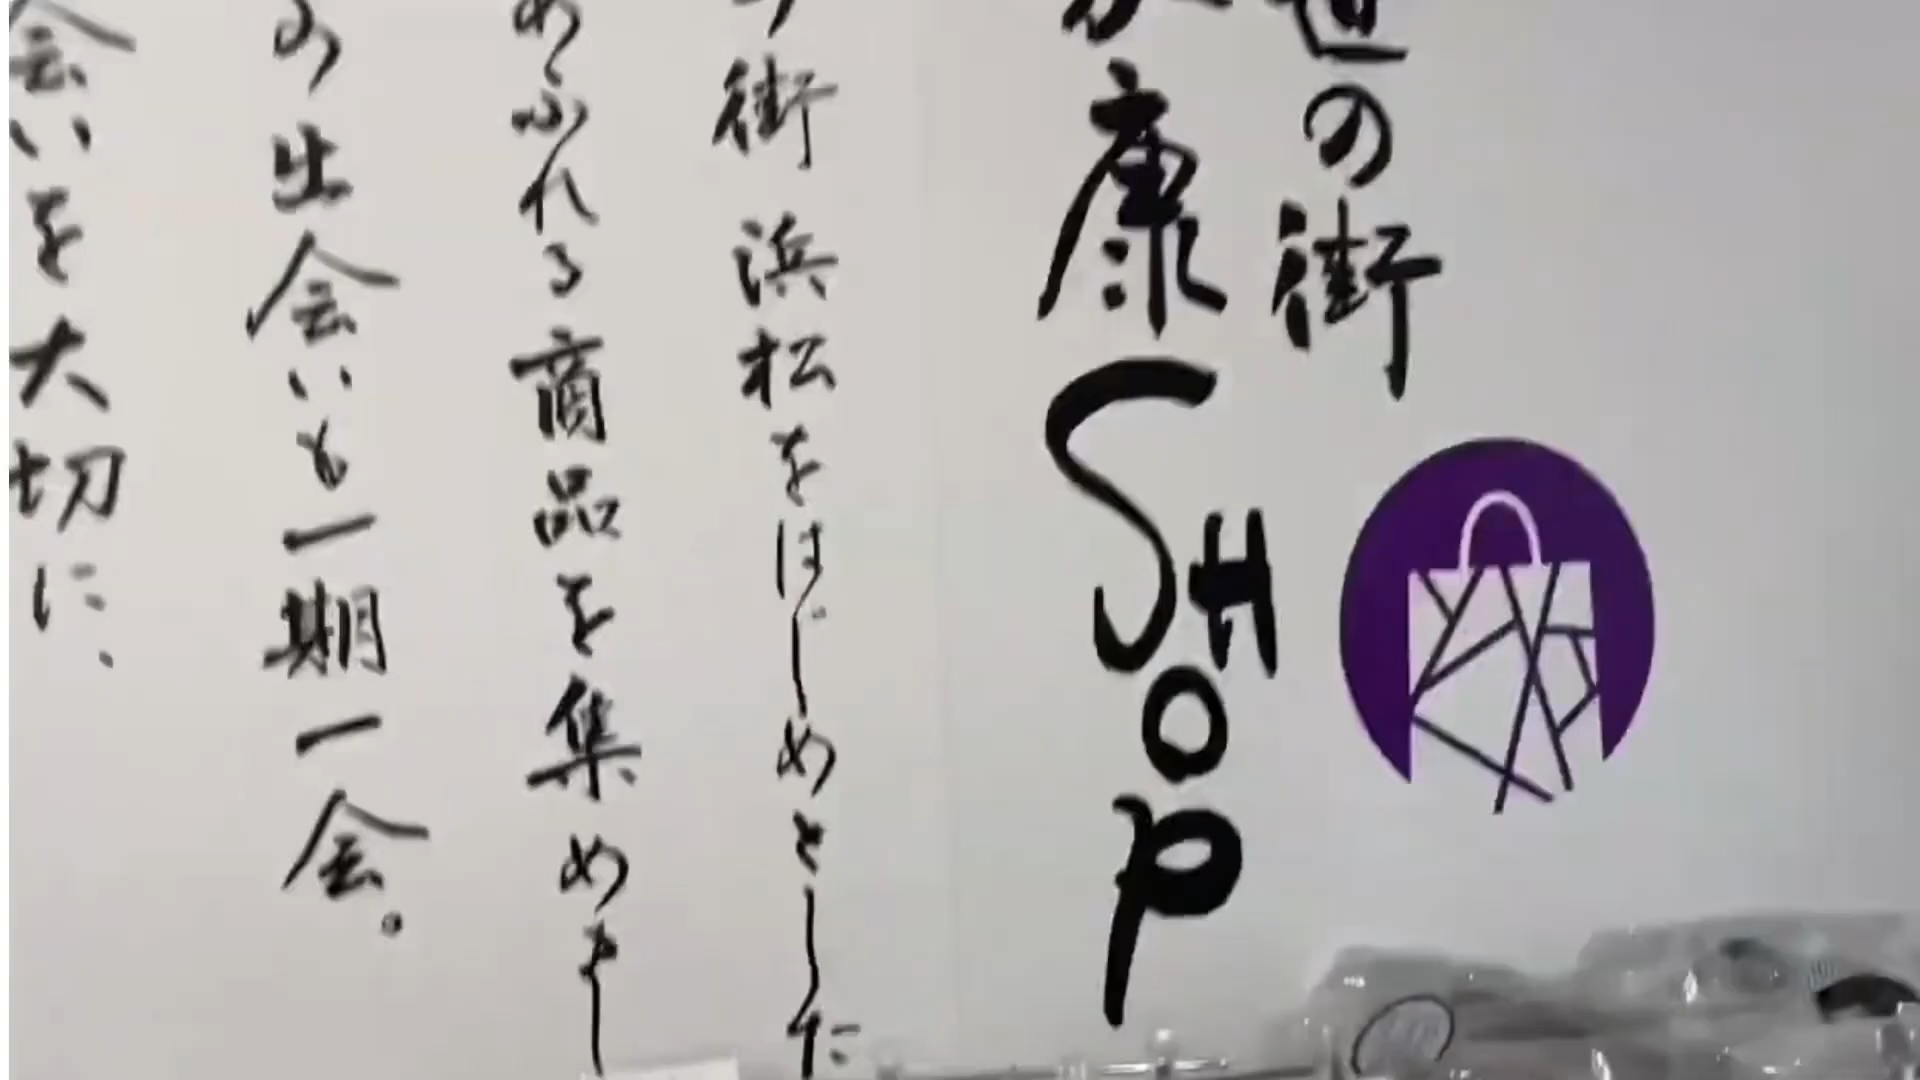 の街
康SHOP
街 浜松をはじめとした
あふれる商品を集めまし
の出会いも一期一会。
会いを大切に、